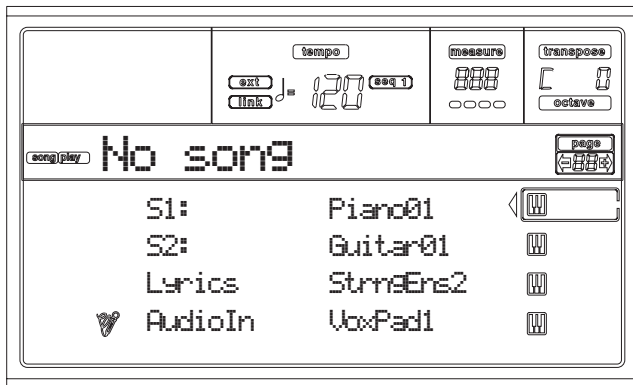 tempo measure transpose
ext ♩= 120 seq 1 888 C 0
link octave
song play No song page
- 88 +
S1: Piano01
S2: Guitar01
Lyrics StrngEns2
AudioIn VoxPad1